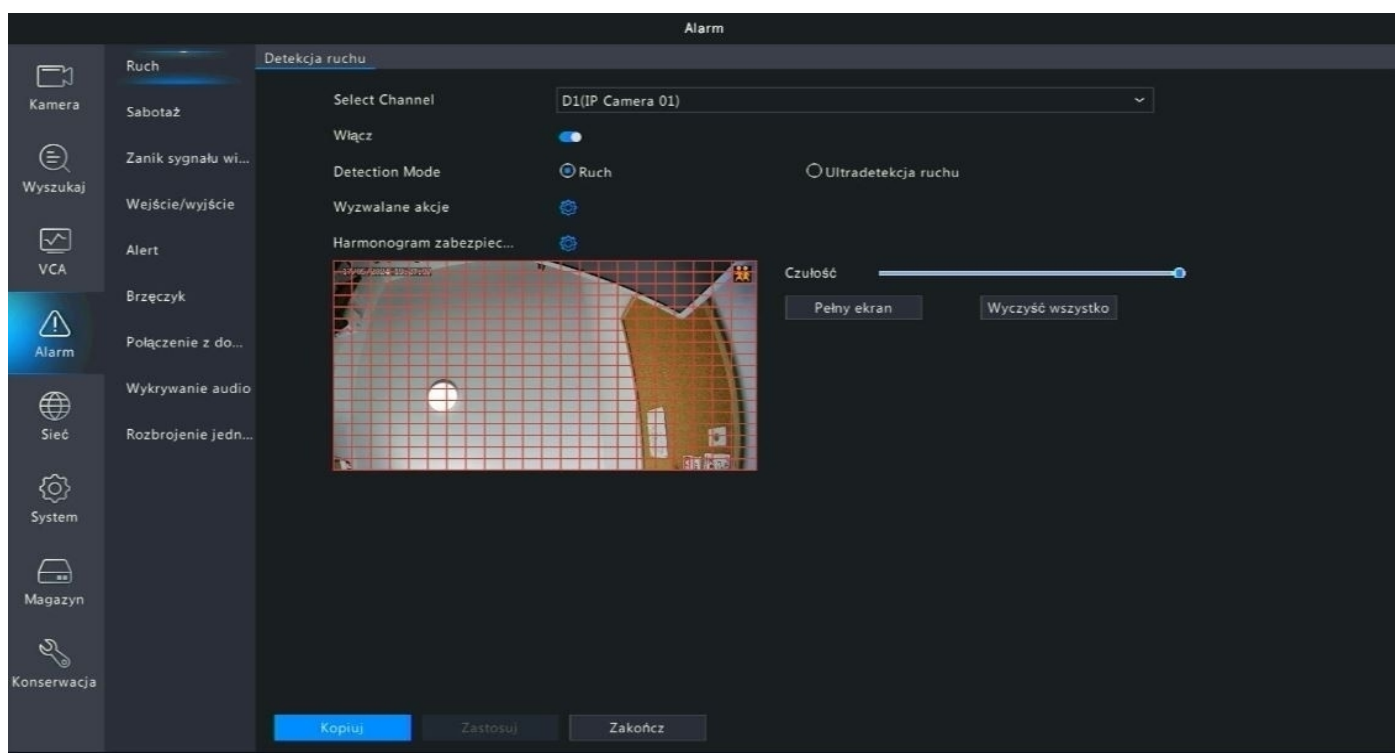 Alarm
Kamera
Wyszukaj
VCA
Alarm
Sieć
System
Magazyn
Konserwacja
Ruch
Sabotaż
Zanik sygnału wi...
Wejście/wyjście
Alert
Brzęczyk
Połączenie z do...
Wykrywanie audio
Rozbrojenie jedn...
Detekcja ruchu
Select Channel D1(IP Camera 01)
Włącz
Detection Mode Ruch Ultradetekcja ruchu
Wyzwalane akcje
Harmonogram zabezpiec...
Czułość
Pełny ekran Wyczyść wszystko
Kopiuj Zastosuj Zakończ